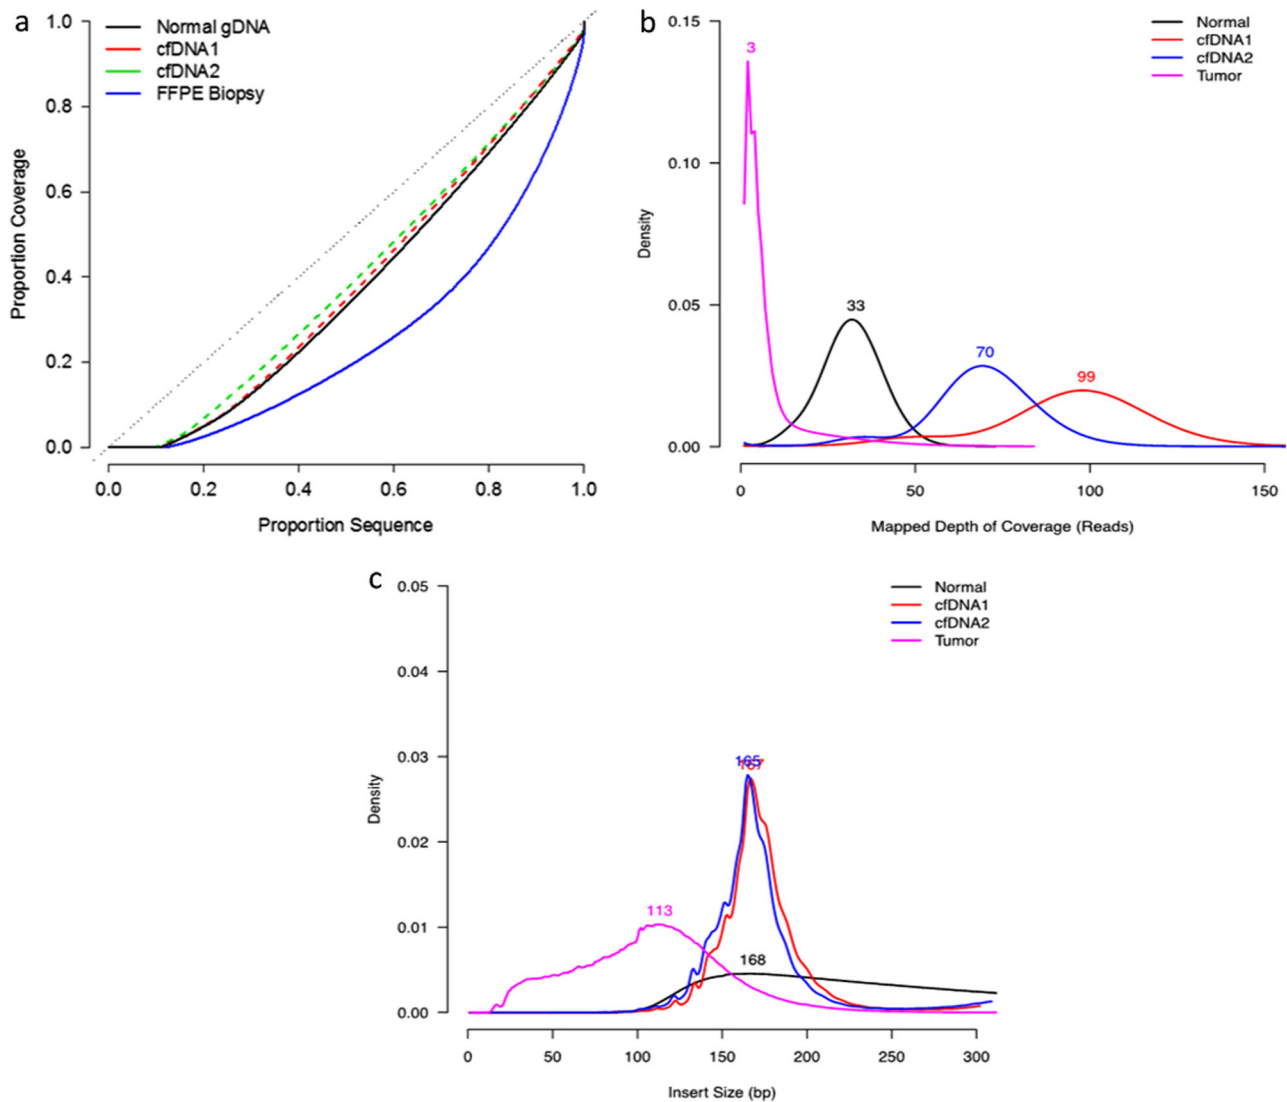 a
Normal gDNA
cfDNA1
cfDNA2
FFPE Biopsy
1.0
0.8
0.6
0.4
0.2
0.0
Proportion Coverage
0.0 0.2 0.4 0.6 0.8 1.0
Proportion Sequence
b
Normal
cfDNA1
cfDNA2
Tumor
0.15
0.10
0.05
0.00
Density
3
33
70
99
0 50 100 150
Mapped Depth of Coverage (Reads)
c
Normal
cfDNA1
cfDNA2
Tumor
0.05
0.04
0.03
0.02
0.01
0.00
Density
165
167
113
168
0 50 100 150 200 250 300
Insert Size (bp)